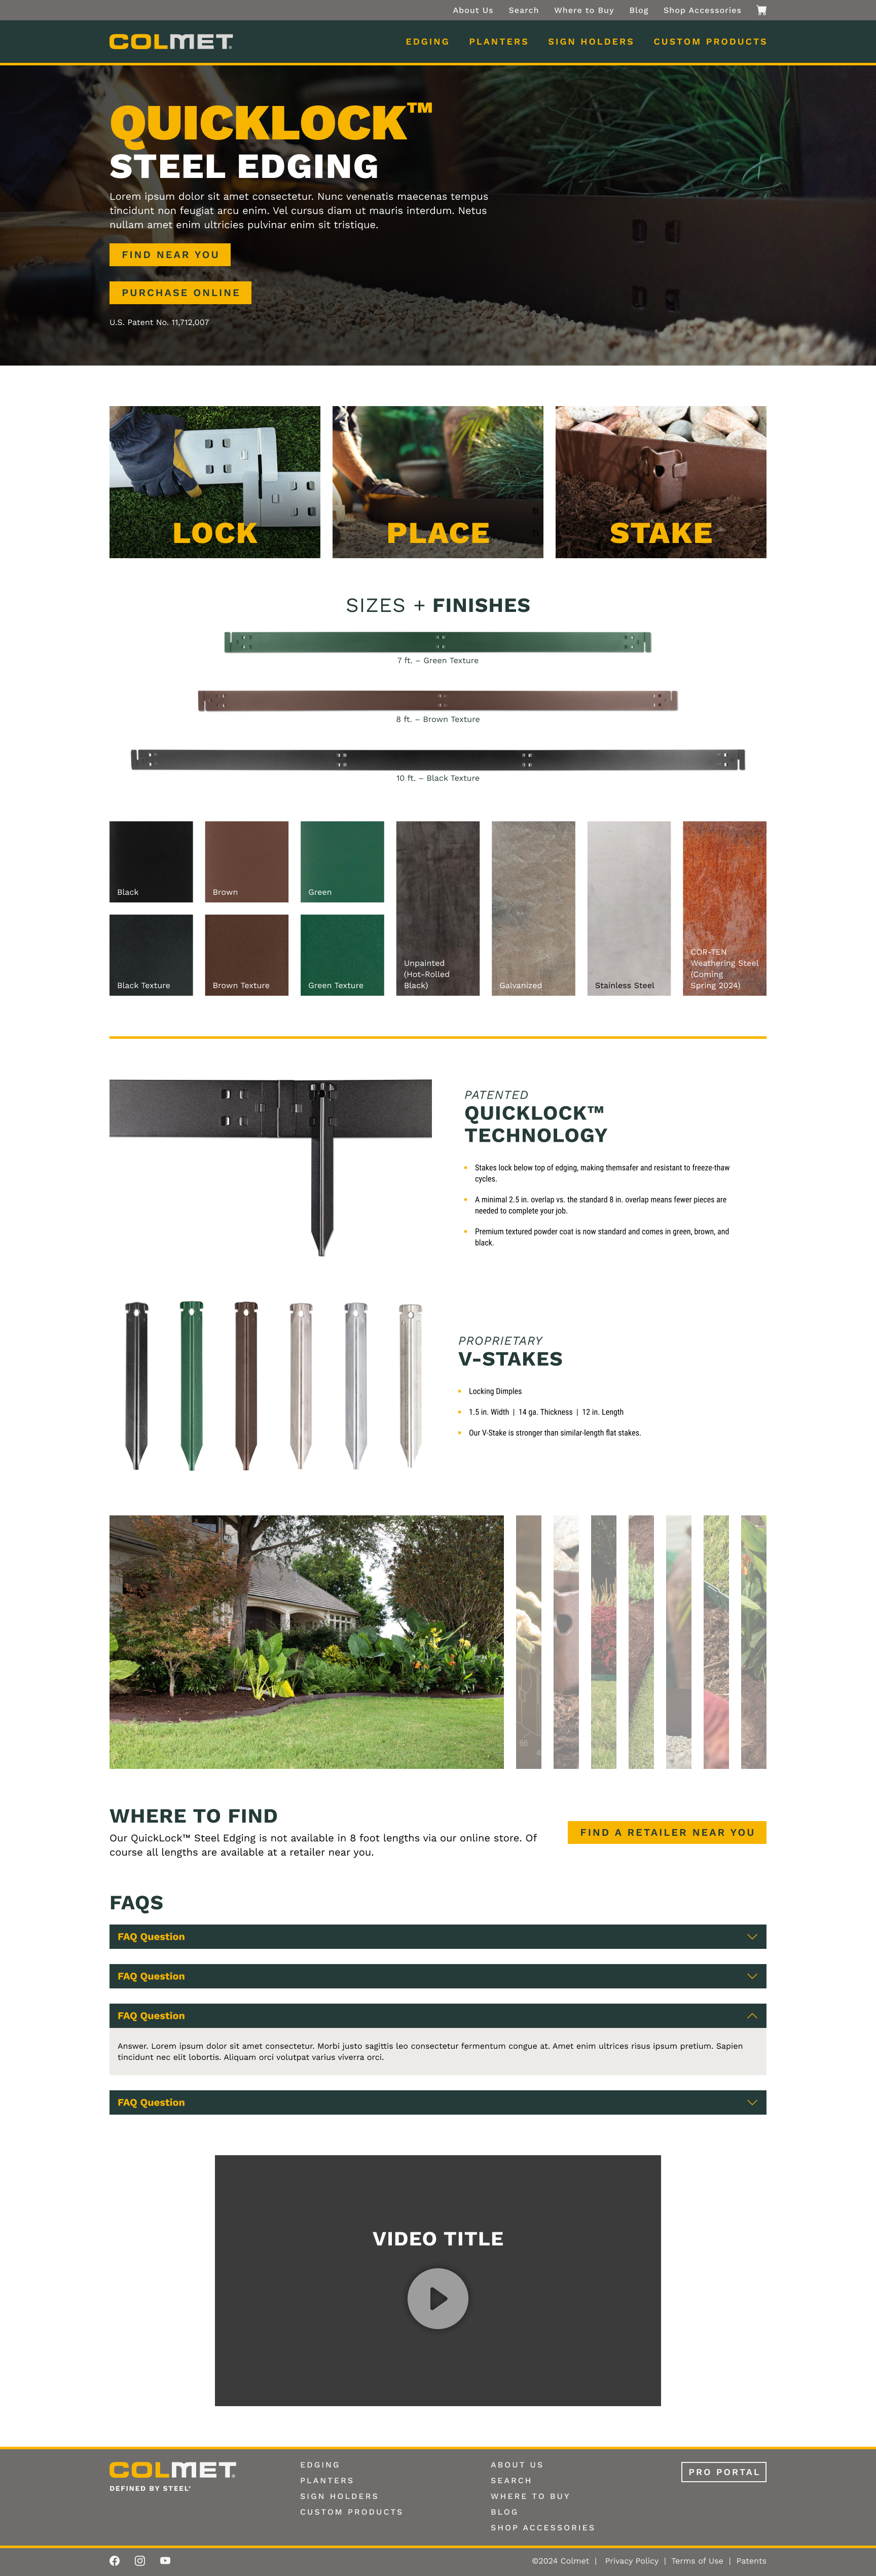 About Us Search Where to Buy Blog Shop Accessories
COLMET
EDGING PLANTERS SIGN HOLDERS CUSTOM PRODUCTS
QUICKLOCK™
STEEL EDGING
Lorem ipsum dolor sit amet consectetur. Nunc venenatis maecenas tempus
tincidunt non feugiat arcu enim. Vel cursus diam ut mauris interdum. Netus
nullam amet enim ultricies pulvinar enim sit tristique.
FIND NEAR YOU
PURCHASE ONLINE
U.S. Patent No. 11,712,007
LOCK PLACE STAKE
SIZES + FINISHES
7 ft. – Green Texture
8 ft. – Brown Texture
10 ft. – Black Texture
Black
Brown
Green
Black Texture
Brown Texture
Green Texture
Unpainted
(Hot-Rolled
Black)
Galvanized
Stainless Steel
COR-TEN
Weathering Steel
(Coming
Spring 2024)
PATENTED
QUICKLOCK™
TECHNOLOGY
• Stakes lock below top of edging, making themsafer and resistant to freeze-thaw
cycles.
• A minimal 2.5 in. overlap vs. the standard 8 in. overlap means fewer pieces are
needed to complete your job.
• Premium textured powder coat is now standard and comes in green, brown, and
black.
PROPRIETARY
V-STAKES
• Locking Dimples
• 1.5 in. Width | 14 ga. Thickness | 12 in. Length
• Our V-Stake is stronger than similar-length flat stakes.
WHERE TO FIND
Our QuickLock™ Steel Edging is not available in 8 foot lengths via our online store. Of
course all lengths are available at a retailer near you.
FIND A RETAILER NEAR YOU
FAQS
FAQ Question
FAQ Question
FAQ Question
Answer. Lorem ipsum dolor sit amet consectetur. Morbi justo sagittis leo consectetur fermentum congue at. Amet enim ultrices risus ipsum pretium. Sapien
tincidunt nec elit lobortis. Aliquam orci volutpat varius viverra orci.
FAQ Question
VIDEO TITLE
COLMET
DEFINED BY STEEL®
EDGING
PLANTERS
SIGN HOLDERS
CUSTOM PRODUCTS
ABOUT US
SEARCH
WHERE TO BUY
BLOG
SHOP ACCESSORIES
PRO PORTAL
©2024 Colmet | Privacy Policy | Terms of Use | Patents